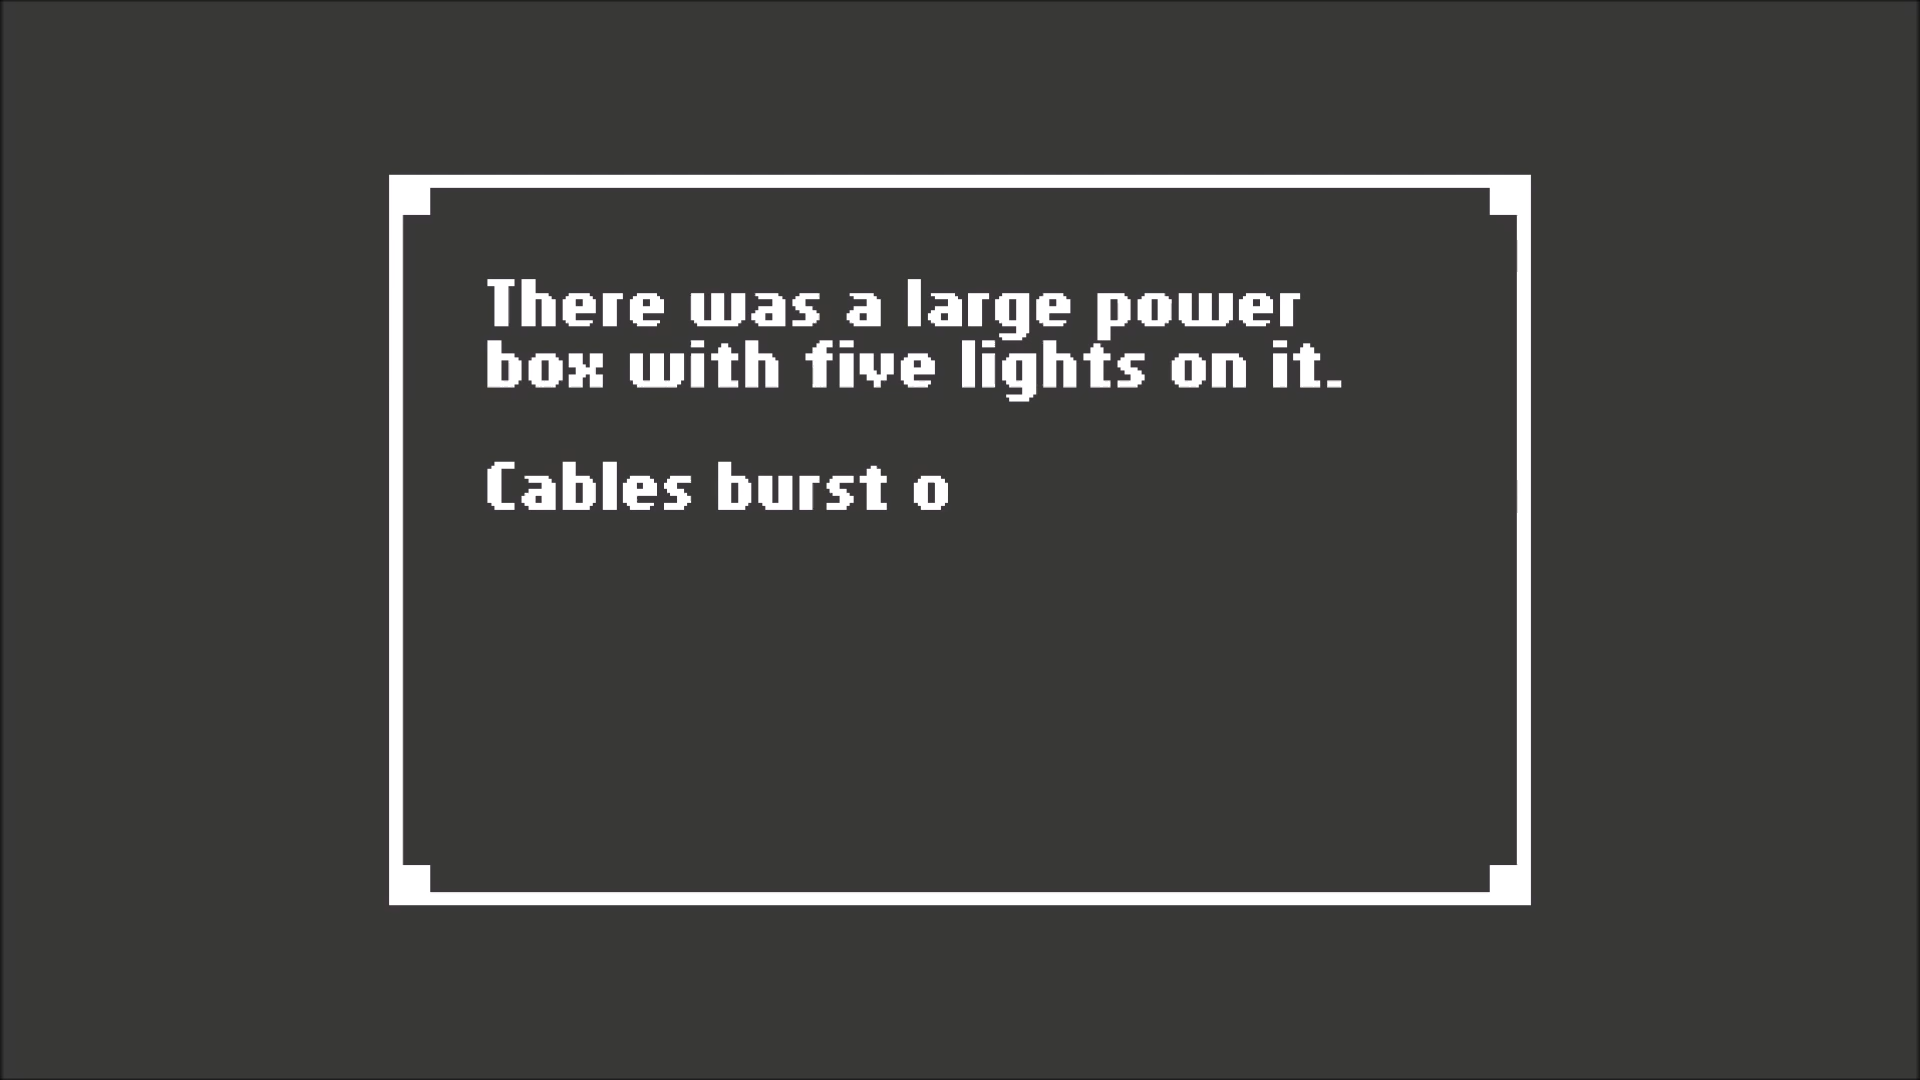 There was a large power
box with five lights on it.
Cables burst o